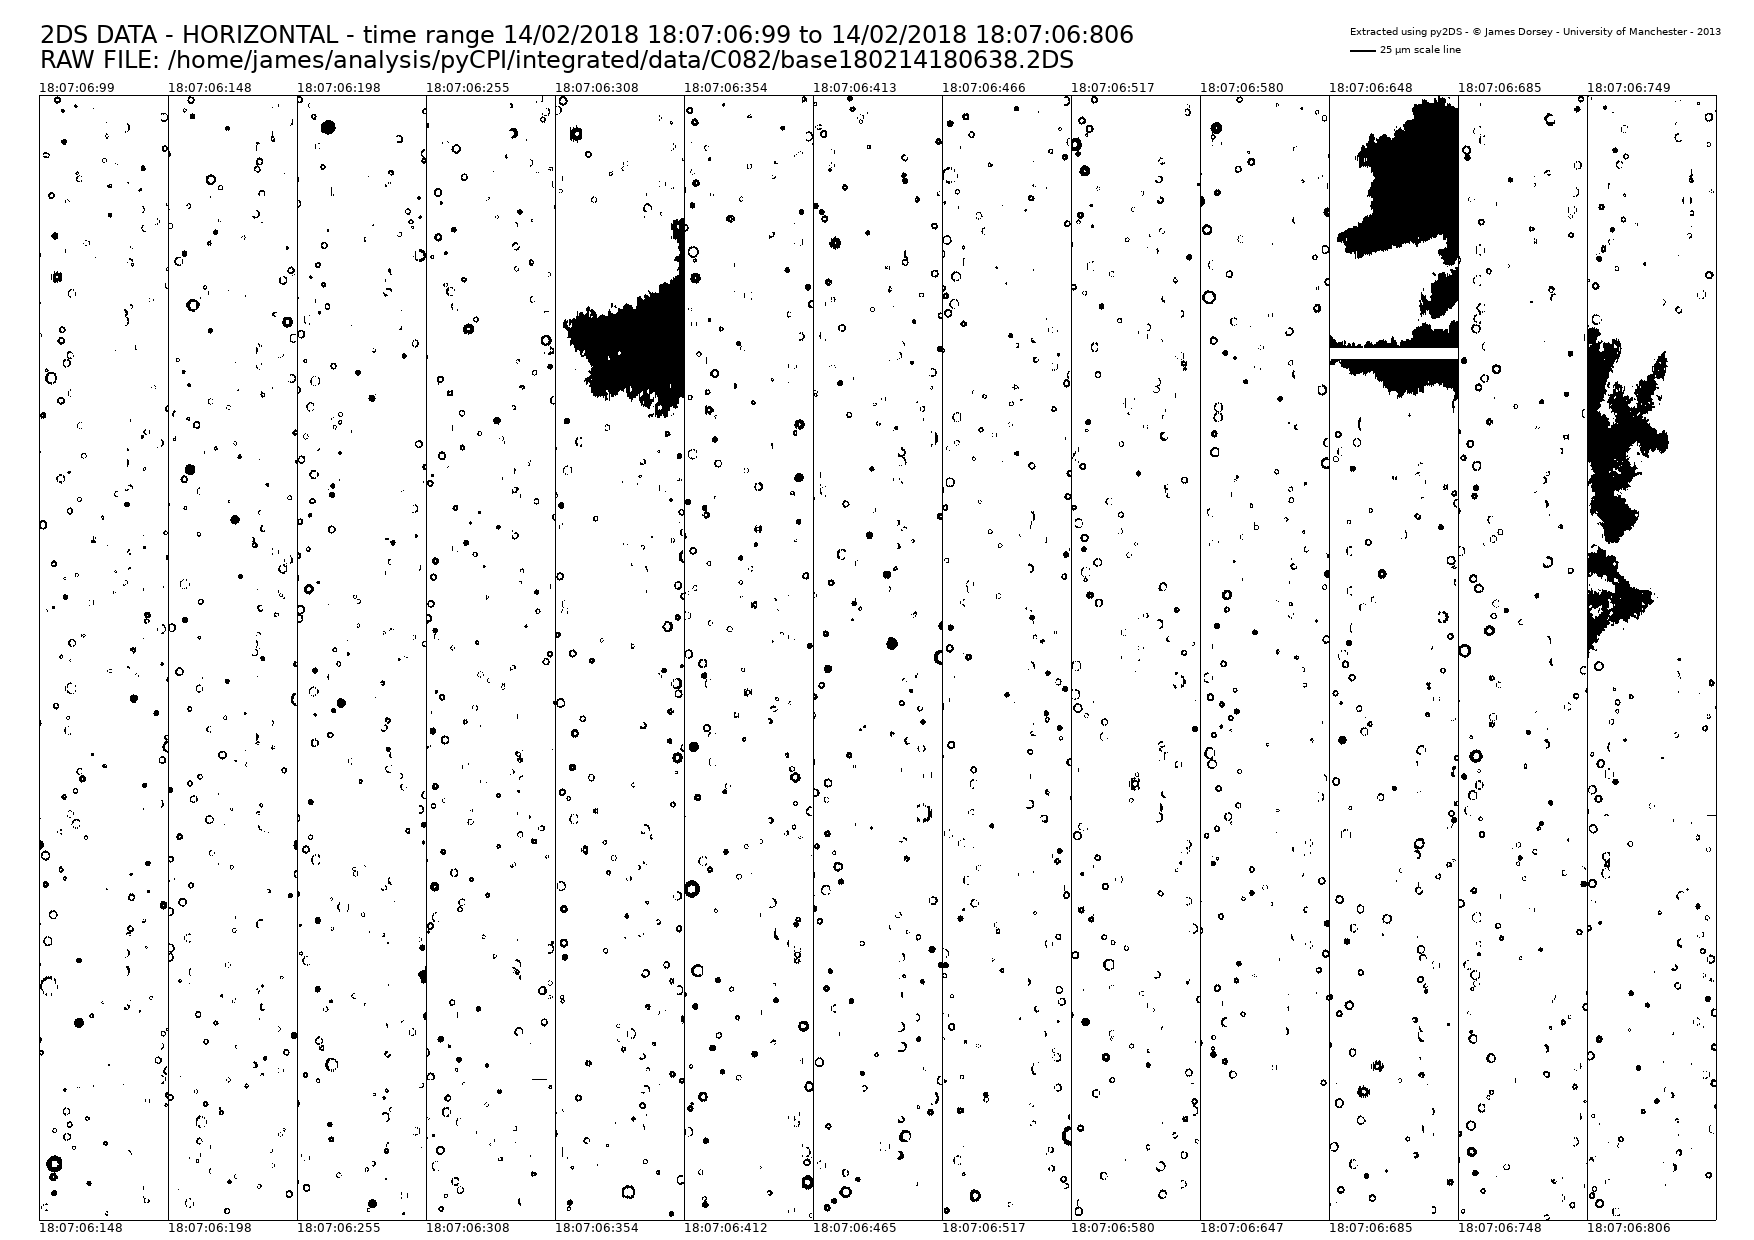 2DS DATA - HORIZONTAL - time range 14/02/2018 18:07:06:99 to 14/02/2018 18:07:06:806
RAW FILE: /home/james/analysis/pyCPI/integrated/data/C082/base180214180638.2DS
Extracted using py2DS - © James Dorsey - University of Manchester - 2013
25 µm scale line
18:07:06:99 18:07:06:148 18:07:06:198 18:07:06:255 18:07:06:308 18:07:06:354 18:07:06:413 18:07:06:466 18:07:06:517 18:07:06:580 18:07:06:648 18:07:06:685 18:07:06:749
18:07:06:148 18:07:06:198 18:07:06:255 18:07:06:308 18:07:06:354 18:07:06:412 18:07:06:465 18:07:06:517 18:07:06:580 18:07:06:647 18:07:06:685 18:07:06:748 18:07:06:806